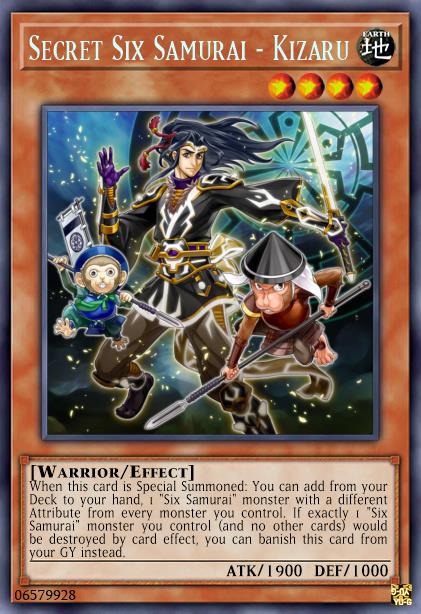 SECRET SIX SAMURAI - KIZARU
EARTH
地
[WARRIOR/EFFECT]
When this card is Special Summoned: You can add from your
Deck to your hand, 1 "Six Samurai" monster with a different
Attribute from every monster you control. If exactly 1 "Six
Samurai" monster you control (and no other cards) would
be destroyed by card effect, you can banish this card from
your GY instead.
ATK/1900 DEF/1000
06579928